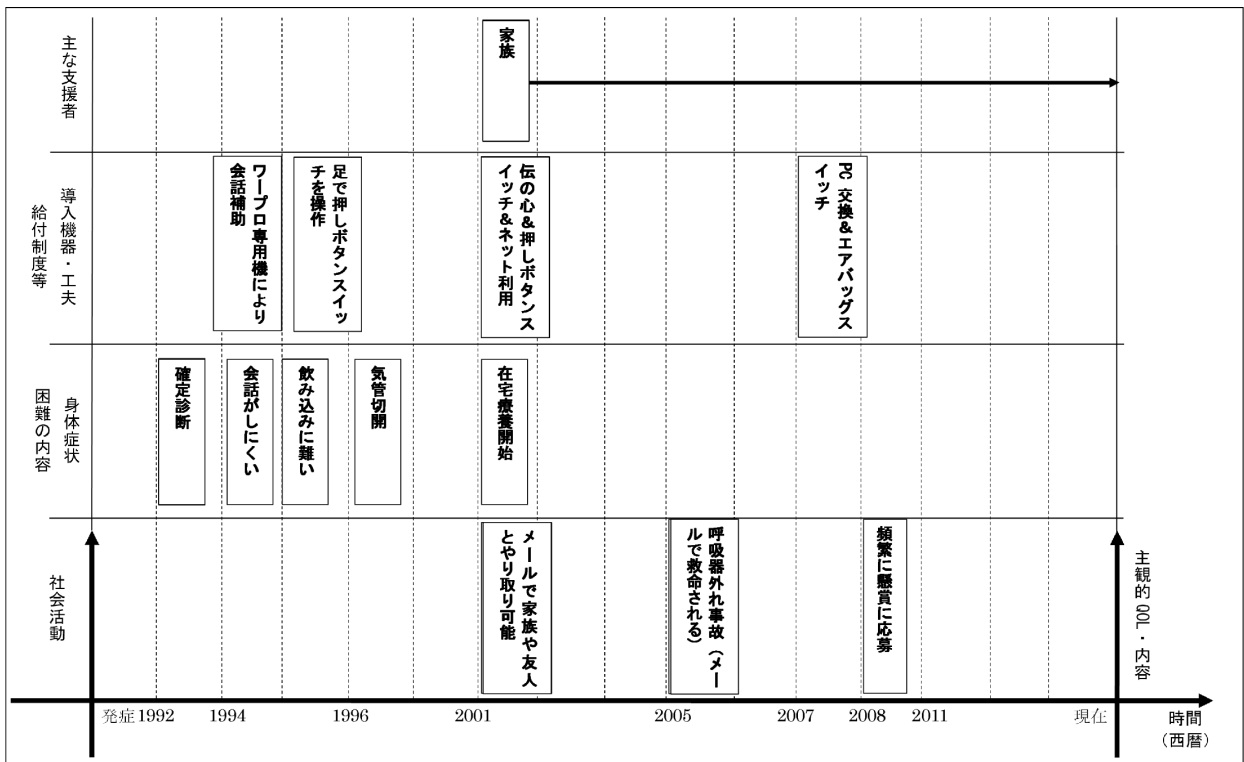 主な支援者
家族
導入機器・工夫
給付制度等
ワープロ専用機により
会話補助
足で押しボタンスイッ
チを操作
伝の心&押しボタンス
イッチ&ネット利用
PC 交換&エアバッグス
イッチ
身体症状
困難の内容
確定診断
会話がしにくい
飲み込みに難い
気管切開
在宅療養開始
社会活動
メールで家族や友人
とやり取り可能
呼吸器外れ事故（メー
ルで救命される）
頻繁に懸賞に応募
主観的 QOL・内容
発症 1992 1994 1996 2001 2005 2007 2008 2011 現在
時間
（西暦）